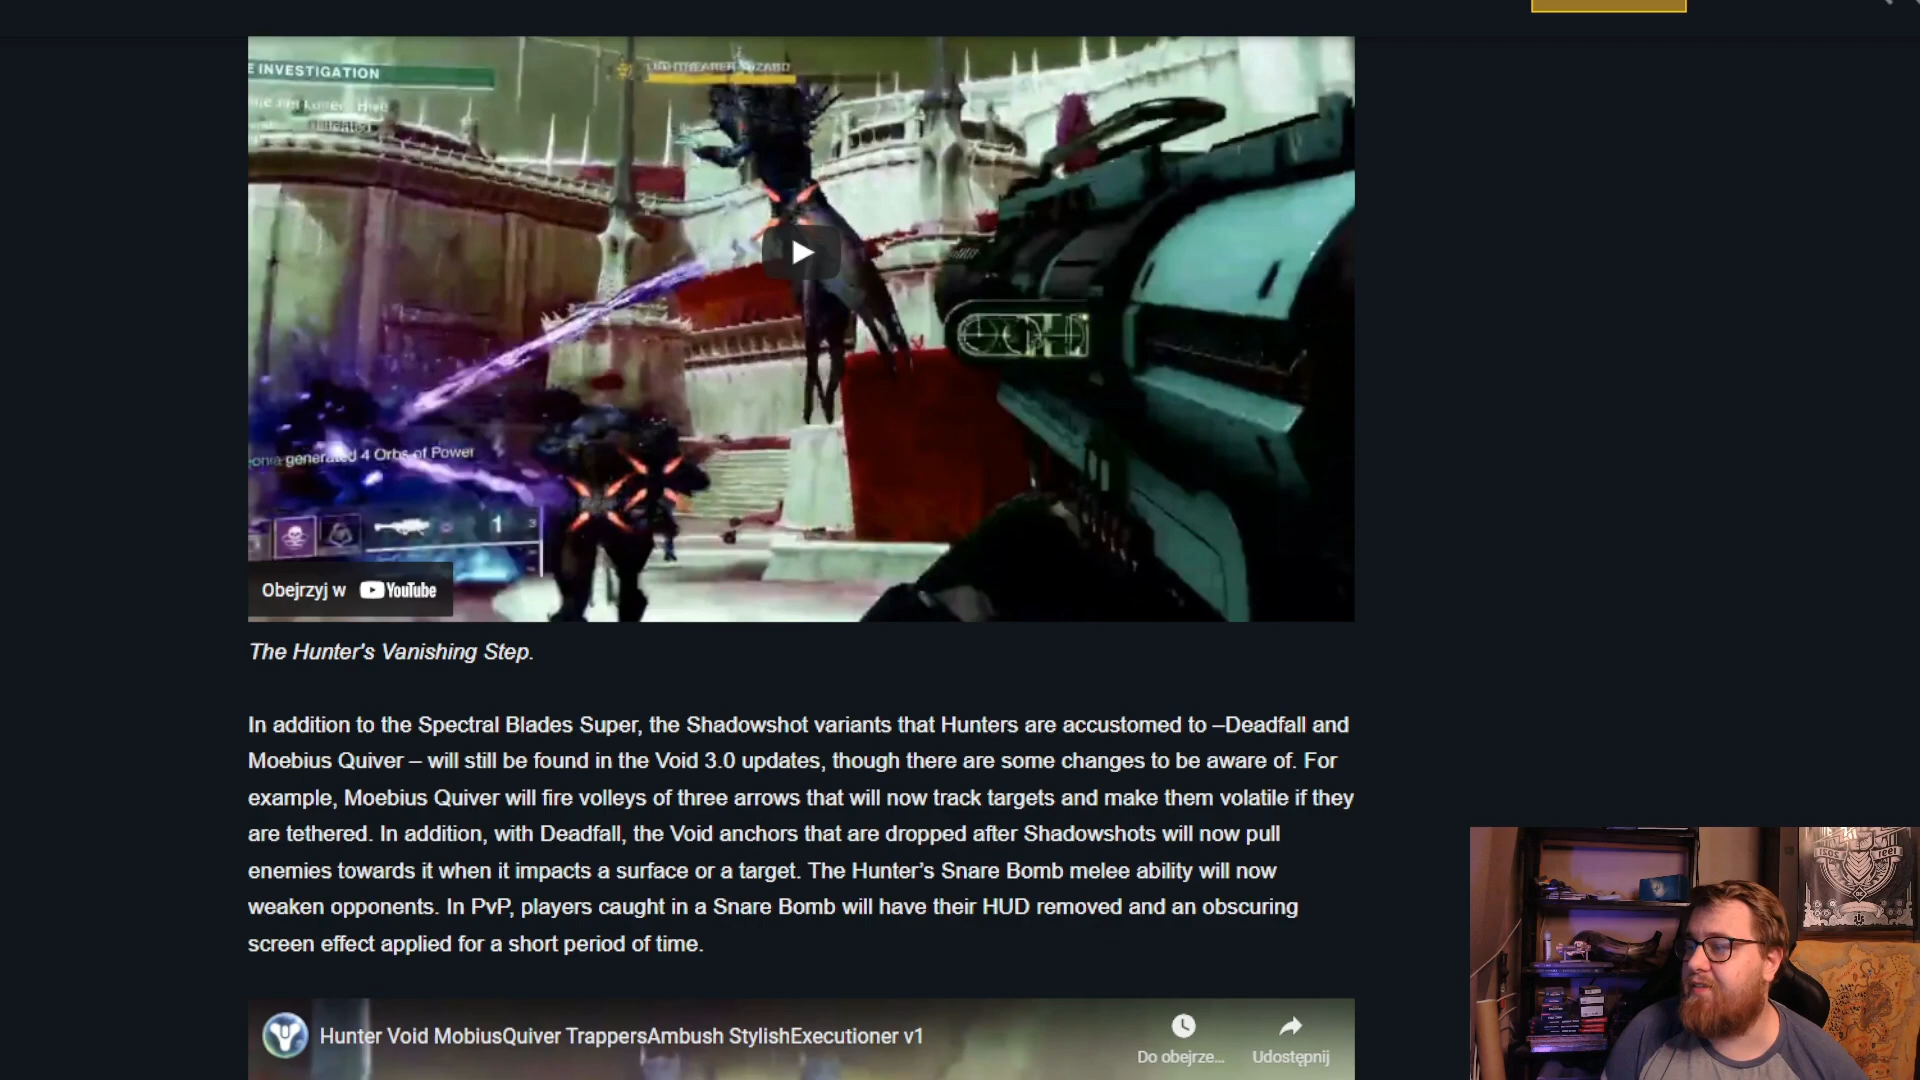 E INVESTIGATION
LIGHTBEARER WIZARD
generated 4 Orbs of Power
1
3
Obejrzyj w YouTube
The Hunter's Vanishing Step.
In addition to the Spectral Blades Super, the Shadowshot variants that Hunters are accustomed to –Deadfall and
Moebius Quiver – will still be found in the Void 3.0 updates, though there are some changes to be aware of. For
example, Moebius Quiver will fire volleys of three arrows that will now track targets and make them volatile if they
are tethered. In addition, with Deadfall, the Void anchors that are dropped after Shadowshots will now pull
enemies towards it when it impacts a surface or a target. The Hunter’s Snare Bomb melee ability will now
weaken opponents. In PvP, players caught in a Snare Bomb will have their HUD removed and an obscuring
screen effect applied for a short period of time.
Hunter Void MobiusQuiver TrappersAmbush StylishExecutioner v1
Do obejrze...
Udostępnij
1991 2021